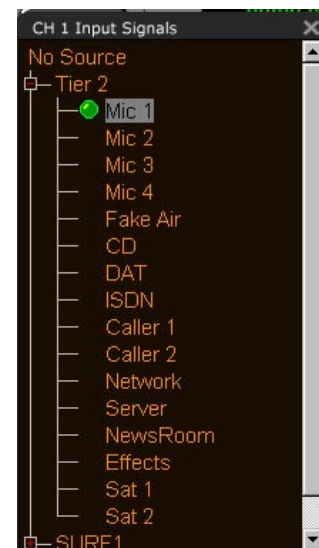 CH 1 Input Signals
No Source
Tier 2
Mic 1
Mic 2
Mic 3
Mic 4
Fake Air
CD
DAT
ISDN
Caller 1
Caller 2
Network
Server
NewsRoom
Effects
Sat 1
Sat 2
SURF1